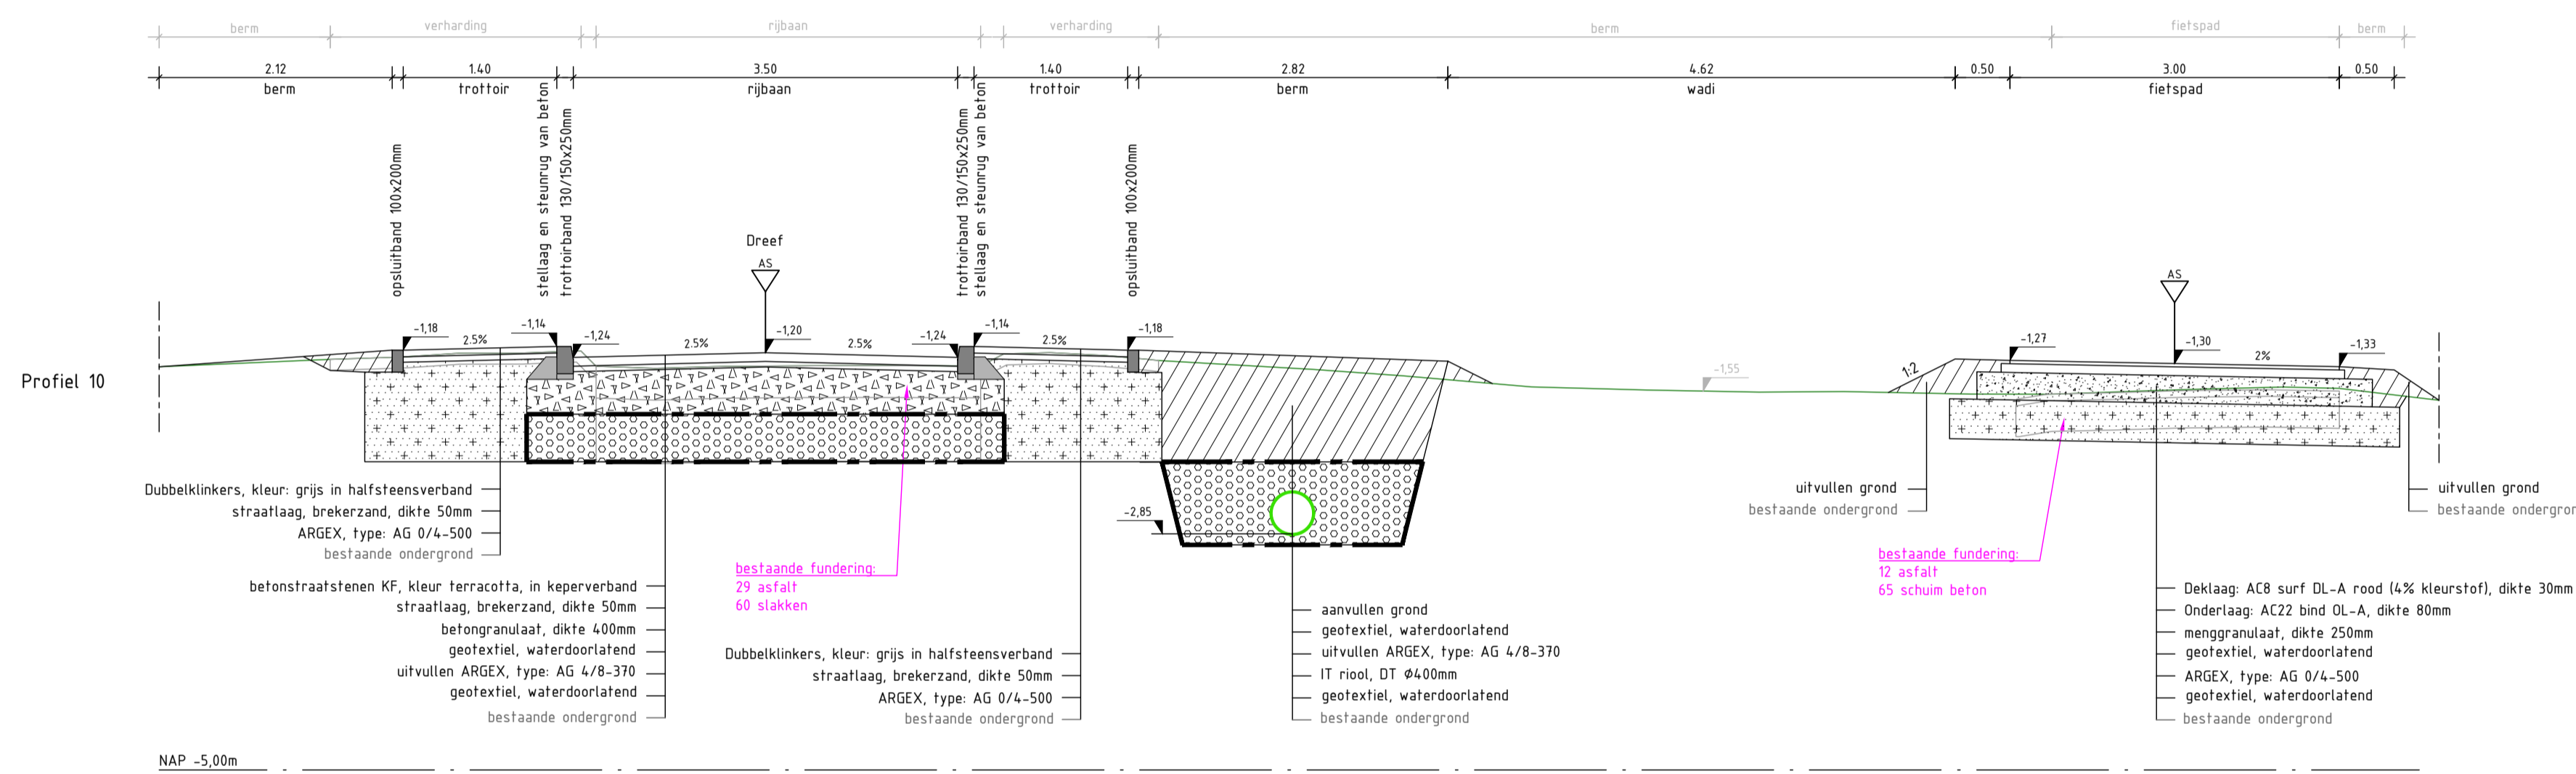 berm verharding rijbaan verharding berm fietspad berm
2.12 1.40 3.50 1.40 2.82 4.62 0.50 3.00 0.50
berm trottoir rijbaan trottoir berm wadi fietspad
opsluitband 100x200mm
stellaag en steunrug van beton
trottoirband 130/150x250mm
trottoirband 130/150x250mm
stellaag en steunrug van beton
opsluitband 100x200mm
Dreef
AS
AS
-1,18 2.5% -1,14 -1,24 2.5% -1,20 2.5% -1,24 -1,14 2.5% -1,18
-1,55
1:2
-1,27 -1,30 2% -1,33
Profiel 10
Dubbelklinkers, kleur: grijs in halfsteensverband
straatlaag, brekerzand, dikte 50mm
ARGEX, type: AG 0/4-500
bestaande ondergrond
betonstraatstenen KF, kleur terracotta, in keperverband
straatlaag, brekerzand, dikte 50mm
betongranulaat, dikte 400mm
geotextiel, waterdoorlatend
uitvullen ARGEX, type: AG 4/8-370
geotextiel, waterdoorlatend
bestaande ondergrond
bestaande fundering:
29 asfalt
60 slakken
Dubbelklinkers, kleur: grijs in halfsteensverband
straatlaag, brekerzand, dikte 50mm
ARGEX, type: AG 0/4-500
bestaande ondergrond
-2,85
aanvullen grond
geotextiel, waterdoorlatend
uitvullen ARGEX, type: AG 4/8-370
IT riool, DT Ø400mm
geotextiel, waterdoorlatend
bestaande ondergrond
uitvullen grond
bestaande ondergrond
bestaande fundering:
12 asfalt
65 schuim beton
uitvullen grond
bestaande ondergron
Deklaag: AC8 surf DL-A rood (4% kleurstof), dikte 30mm
Onderlaag: AC22 bind OL-A, dikte 80mm
menggranulaat, dikte 250mm
geotextiel, waterdoorlatend
ARGEX, type: AG 0/4-500
geotextiel, waterdoorlatend
bestaande ondergrond
NAP -5,00m